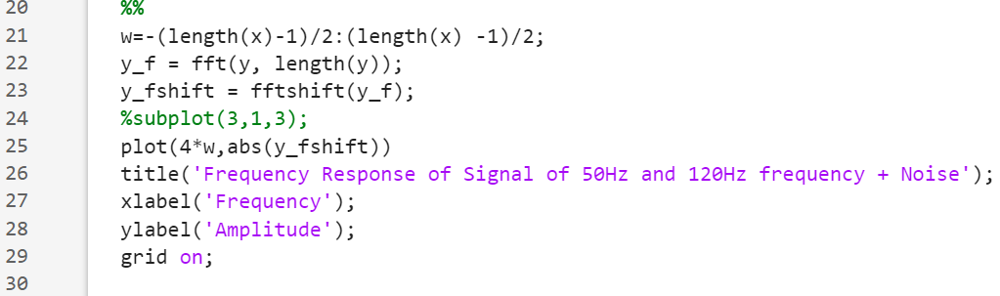 20 %%
21 w=-(length(x)-1)/2:(length(x) -1)/2;
22 y_f = fft(y, length(y));
23 y_fshift = fftshift(y_f);
24 %subplot(3,1,3);
25 plot(4*w,abs(y_fshift))
26 title('Frequency Response of Signal of 50Hz and 120Hz frequency + Noise');
27 xlabel('Frequency');
28 ylabel('Amplitude');
29 grid on;
30